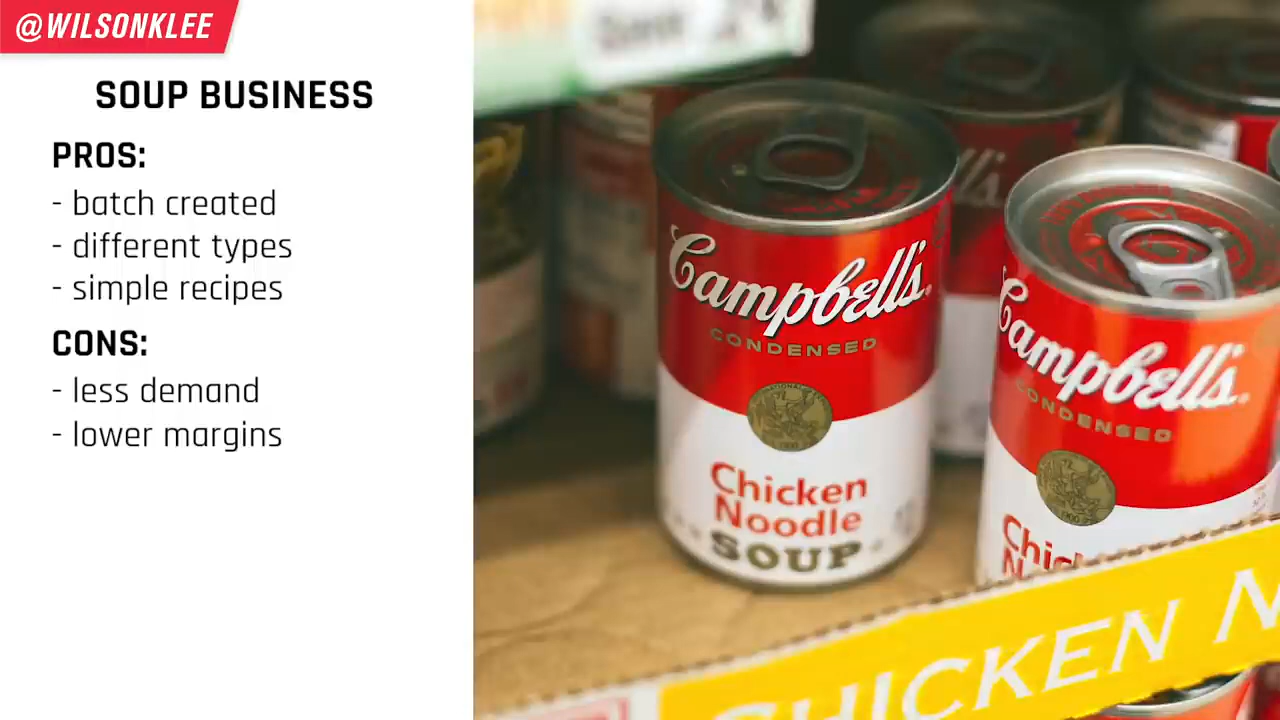 @WILSONKLEE
SOUP BUSINESS
PROS:
- batch created
- different types
- simple recipes
CONS:
- less demand
- lower margins
Campbell's.
CONDENSED
Chicken
Noodle
SOUP
Campbell's.
CONDENSED
CHICKEN N